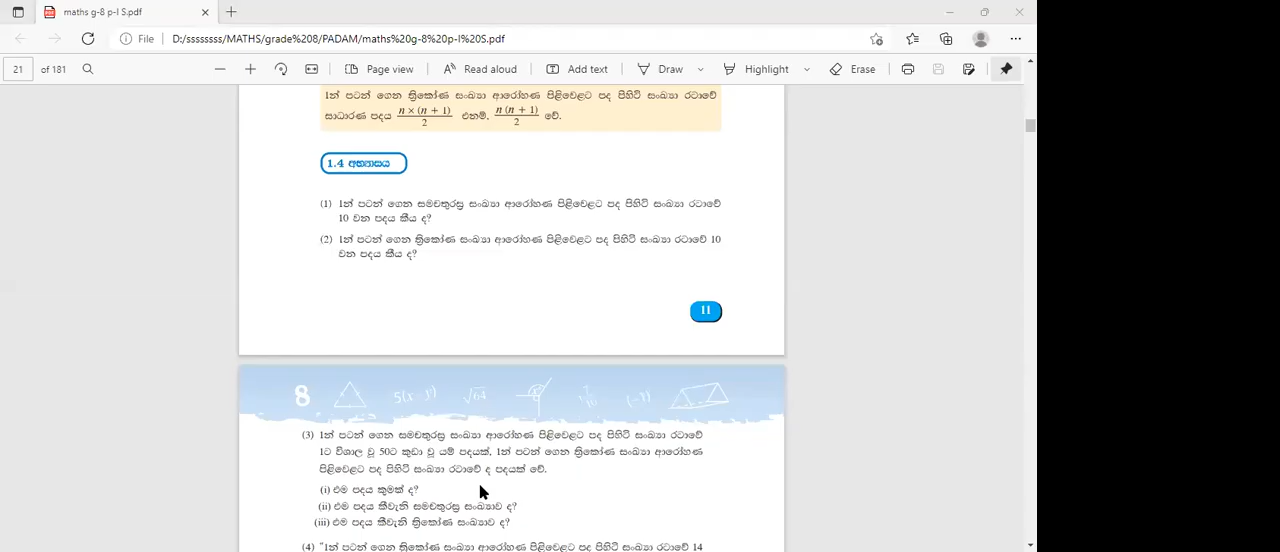 maths g-8 p-I S.pdf
File D:/ssssssss/MATHS/grade%208/PADAM/maths%20g-8%20p-I%20S.pdf
21 of 181 Page view Read aloud Add text Draw Highlight Erase
1න් පටන් ගෙන ත්‍රිකෝණ සංඛ්‍යා ආරෝහණ පිළිවෙළට පද පිහිටි සංඛ්‍යා රටාවේ
සාධාරණ පදය n × (n + 1)/2 එනම්, n (n + 1)/2 වේ.
1.4 අභ්‍යාසය
(1) 1න් පටන් ගෙන සමචතුරස්‍ර සංඛ්‍යා ආරෝහණ පිළිවෙළට පද පිහිටි සංඛ්‍යා රටාවේ
10 වන පදය කීය ද?
(2) 1න් පටන් ගෙන ත්‍රිකෝණ සංඛ්‍යා ආරෝහණ පිළිවෙළට පද පිහිටි සංඛ්‍යා රටාවේ 10
වන පදය කීය ද?
11
8 5(x – y) √64 (–3)
(3) 1න් පටන් ගෙන සමචතුරස්‍ර සංඛ්‍යා ආරෝහණ පිළිවෙළට පද පිහිටි සංඛ්‍යා රටාවේ
1ට විශාල වූ 50ට කුඩා වූ යම් පදයක්, 1න් පටන් ගෙන ත්‍රිකෝණ සංඛ්‍යා ආරෝහණ
පිළිවෙළට පද පිහිටි සංඛ්‍යා රටාවේ ද පදයක් වේ.
(i) එම පදය කුමක් ද?
(ii) එම පදය කීවැනි සමචතුරස්‍ර සංඛ්‍යාව ද?
(iii) එම පදය කීවැනි ත්‍රිකෝණ සංඛ්‍යාව ද?
(4) "1න් පටන් ගෙන ත්‍රිකෝණ සංඛ්‍යා ආරෝහණ පිළිවෙළට පද පිහිටි සංඛ්‍යා රටාවේ 14